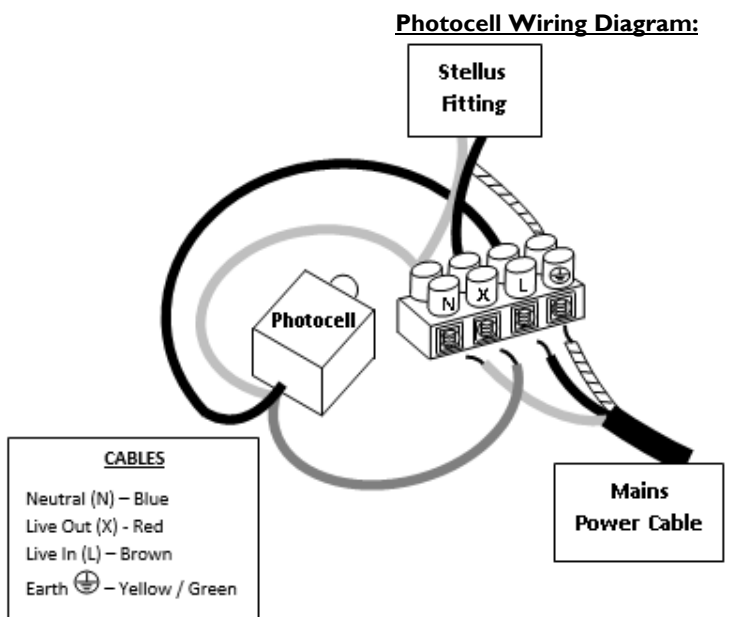 Photocell Wiring Diagram:
Stellus
Fitting
N
X
L
Photocell
CABLES
Neutral (N) – Blue
Live Out (X) - Red
Live In (L) – Brown
Earth – Yellow / Green
Mains
Power Cable